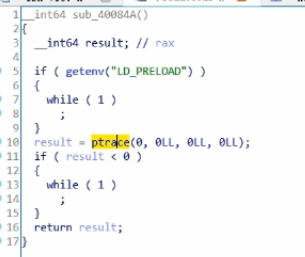 1 __int64 sub_40084A()
2 {
3 __int64 result; // rax
4
5 if ( getenv("LD_PRELOAD") )
6 {
7 while ( 1 )
8 ;
9 }
10 result = ptrace(0, 0LL, 0LL, 0LL);
11 if ( result < 0 )
12 {
13 while ( 1 )
14 ;
15 }
16 return result;
17 }